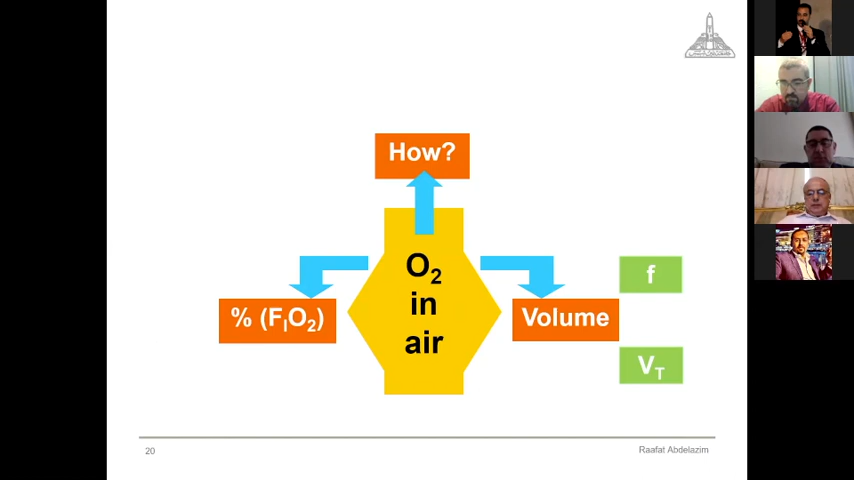 How?
O2
in
air
% (FIO2)
Volume
f
VT
20
Raafat Abdelazim